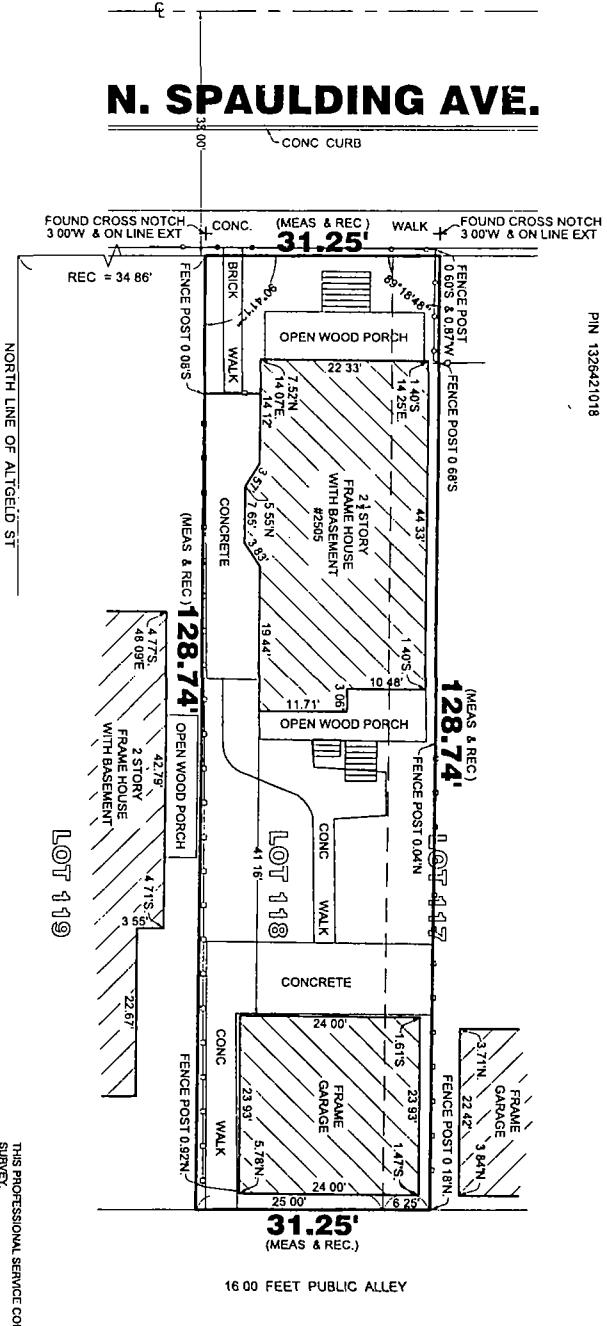 ℄
N. SPAULDING AVE.
33 00'
CONC CURB
FOUND CROSS NOTCH
3 00'W & ON LINE EXT
CONC.
(MEAS & REC )
WALK
FOUND CROSS NOTCH
3 00'W & ON LINE EXT
31.25'
REC = 34 86'
FENCE POST 0 08'S
BRICK WALK
90°41'12"
89°18'48"
FENCE POST
0 60'S & 0.87'W
FENCE POST 0 68'S
PIN 1326421018
OPEN WOOD PORCH
22 33'
7.52'N
14 07'E.
1.40'S
14 25'E.
14 12'
3 57'
5 55'N
7 65'
3 83'
2 ½ STORY
FRAME HOUSE
WITH BASEMENT
#2505
44 33'
NORTH LINE OF ALTGELD ST
CONCRETE
19 44'
1 40'S
10 48'
3 06'
11.71'
OPEN WOOD PORCH
(MEAS & REC )
128.74'
(MEAS & REC )
128.74'
4 77'S.
48 09'E
2 STORY
FRAME HOUSE
WITH BASEMENT
42.79'
OPEN WOOD PORCH
4 71'S
3 55'
22.67'
FENCE POST 0.04'N
CONC WALK
41 16'
LOT 119
LOT 118
LOT 117
CONCRETE
24 00'
1.61'S
23 93'
FRAME
GARAGE
23 93'
5.78'N
1.47'S
24 00'
CONC WALK
FENCE POST 0.92'N
FENCE POST 0 18'N.
3.71'N.
22 42'
3 84'N
FRAME
GARAGE
25 00'
6 25'
31.25'
(MEAS & REC.)
16 00 FEET PUBLIC ALLEY
THIS PROFESSIONAL SERVICE
SURVEY.